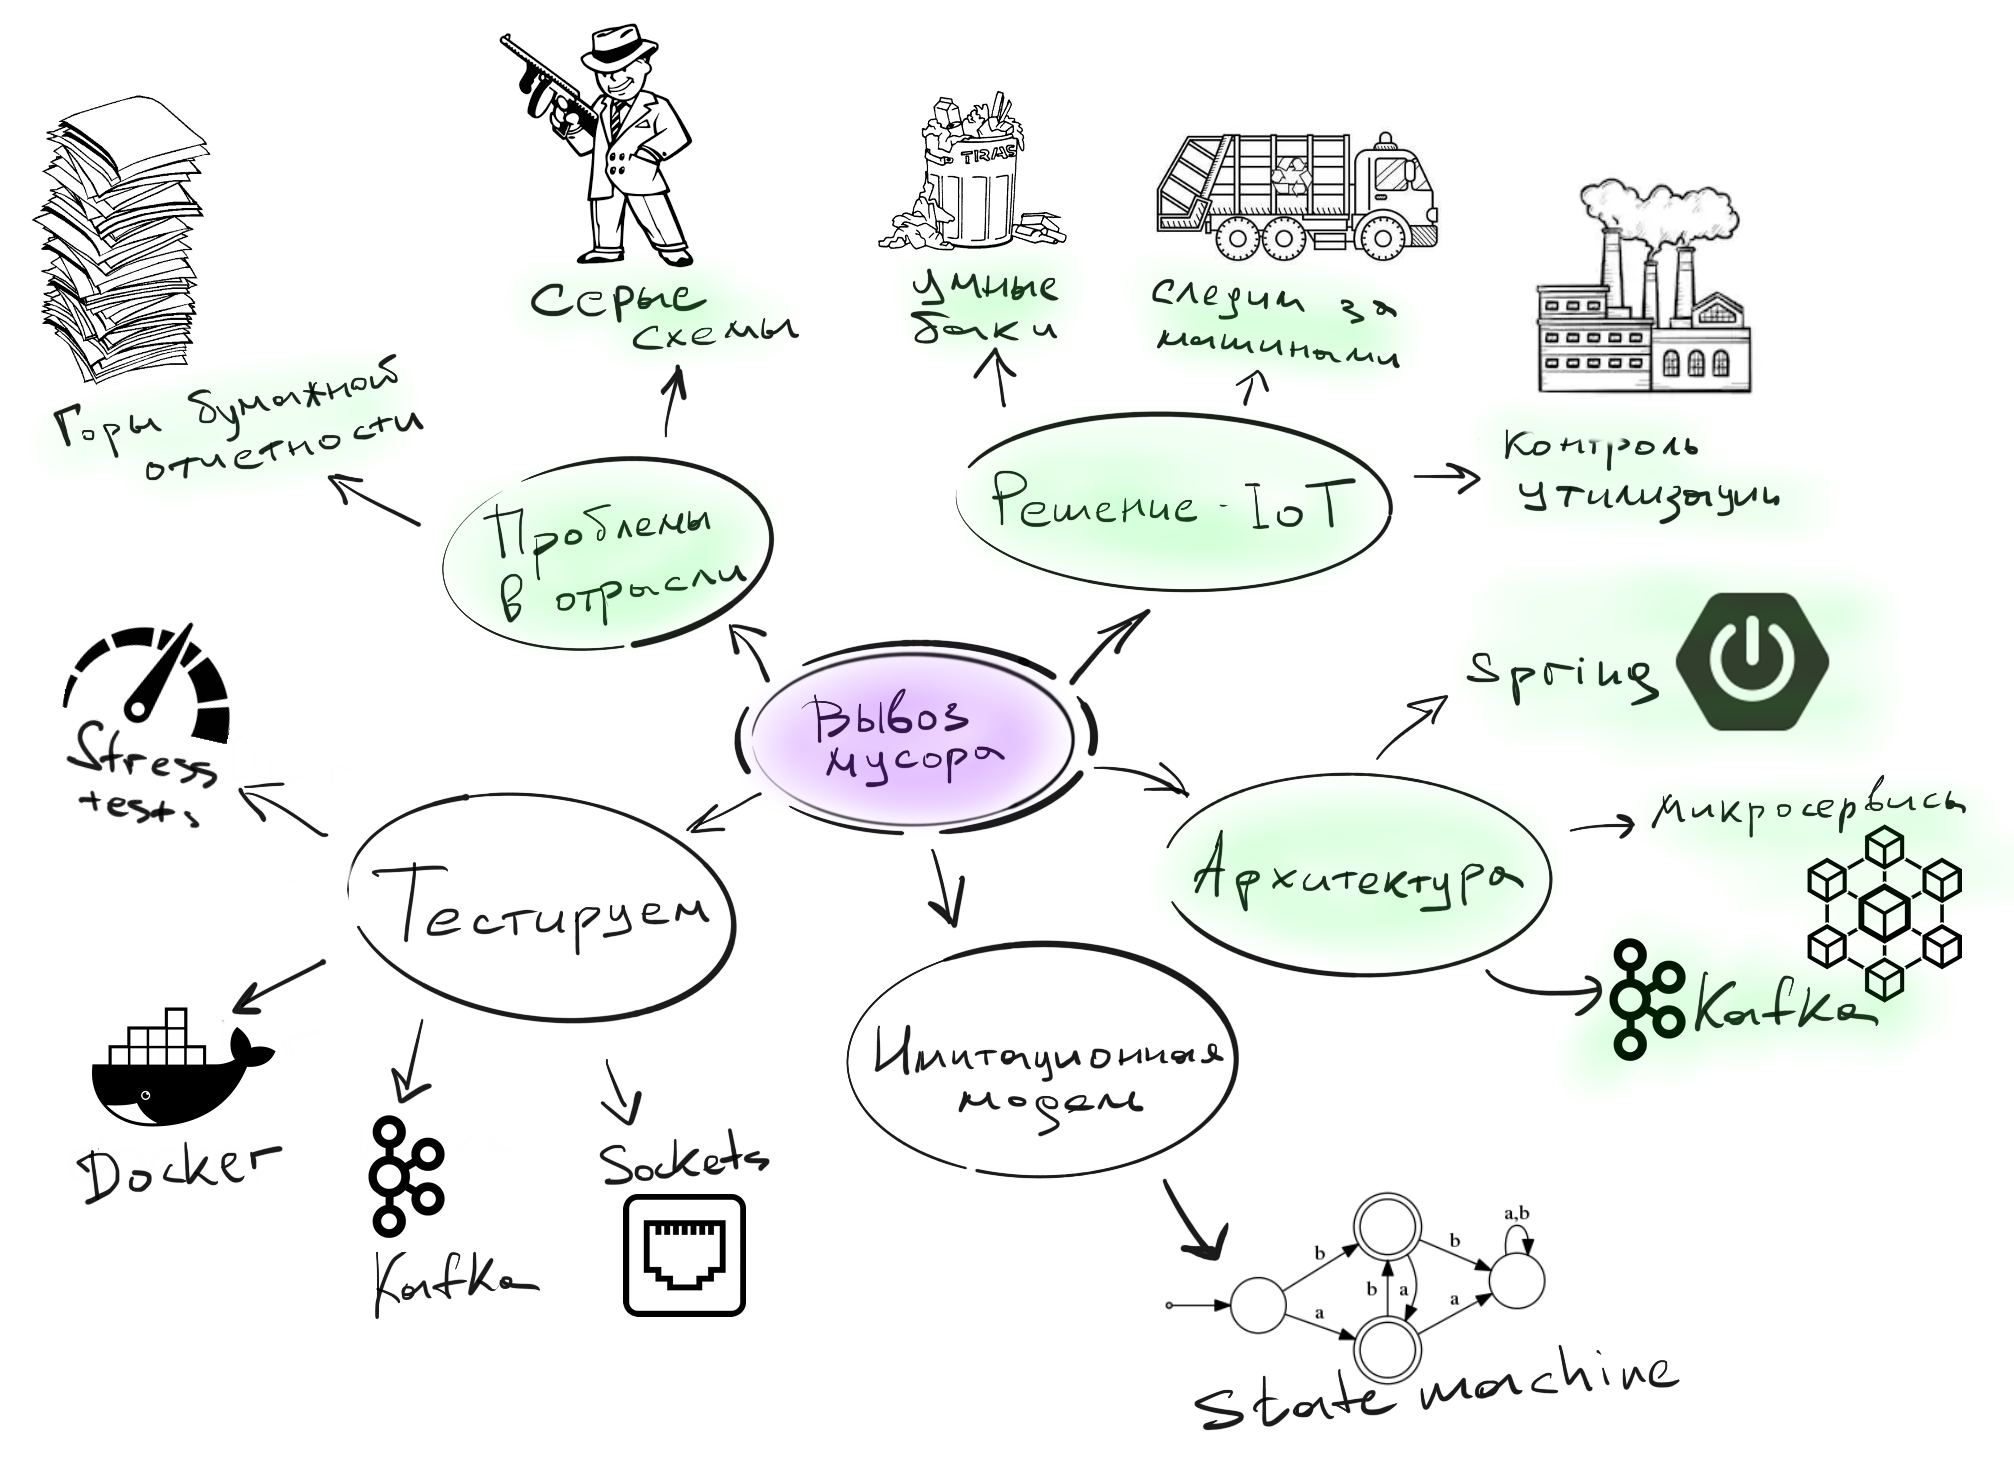 TRAS
Серые
схемы
умные
баки
следим за
машинами
Горы бумажной
отчетности
Контроль
утилизации
Проблемы
в отрасли
Решение - IoT
Spring
Вывоз
мусора
Stress
tests
микросервисы
Архитектура
Тестируем
Kafka
Имитационная
модель
Docker
Sockets
Kafka
a,b
b
b
b
a
a
a
State machine